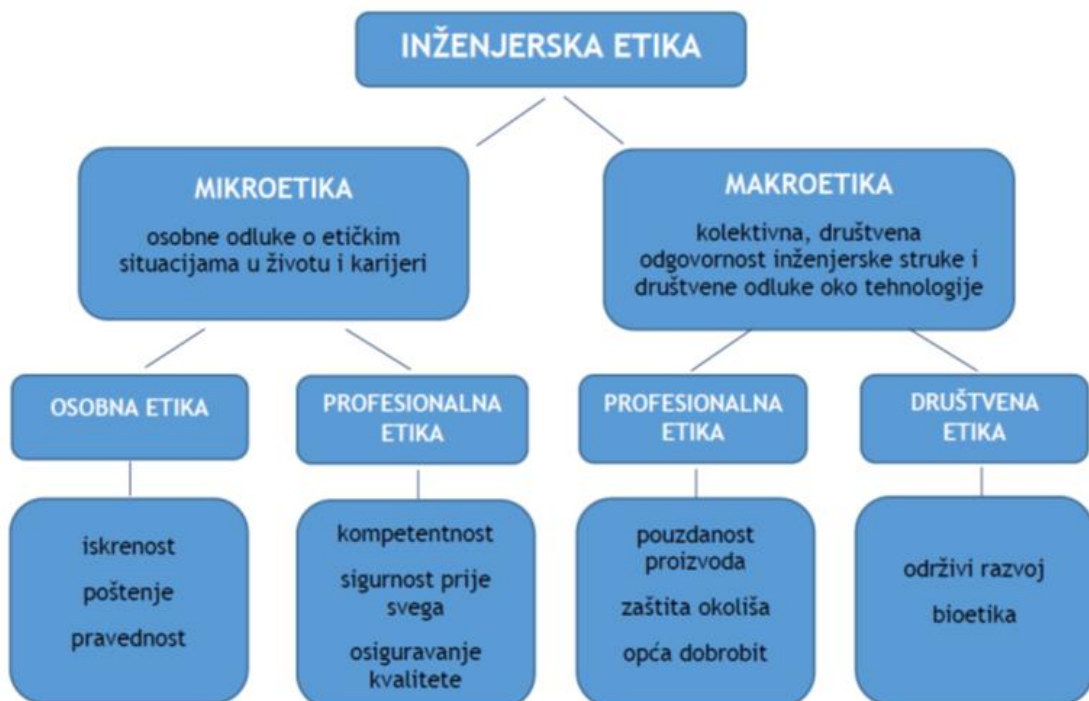 INŽENJERSKA ETIKA
MIKROETIKA
osobne odluke o etičkim
situacijama u životu i karijeri
MAKROETIKA
kolektivna, društvena
odgovornost inženjerske struke i
društvene odluke oko tehnologije
OSOBNA ETIKA
PROFESIONALNA
ETIKA
PROFESIONALNA
ETIKA
DRUŠTVENA
ETIKA
iskrenost
poštenje
pravednost
kompetentnost
sigurnost prije
svega
osiguravanje
kvalitete
pouzdanost
proizvoda
zaštita okoliša
opća dobrobit
održivi razvoj
bioetika